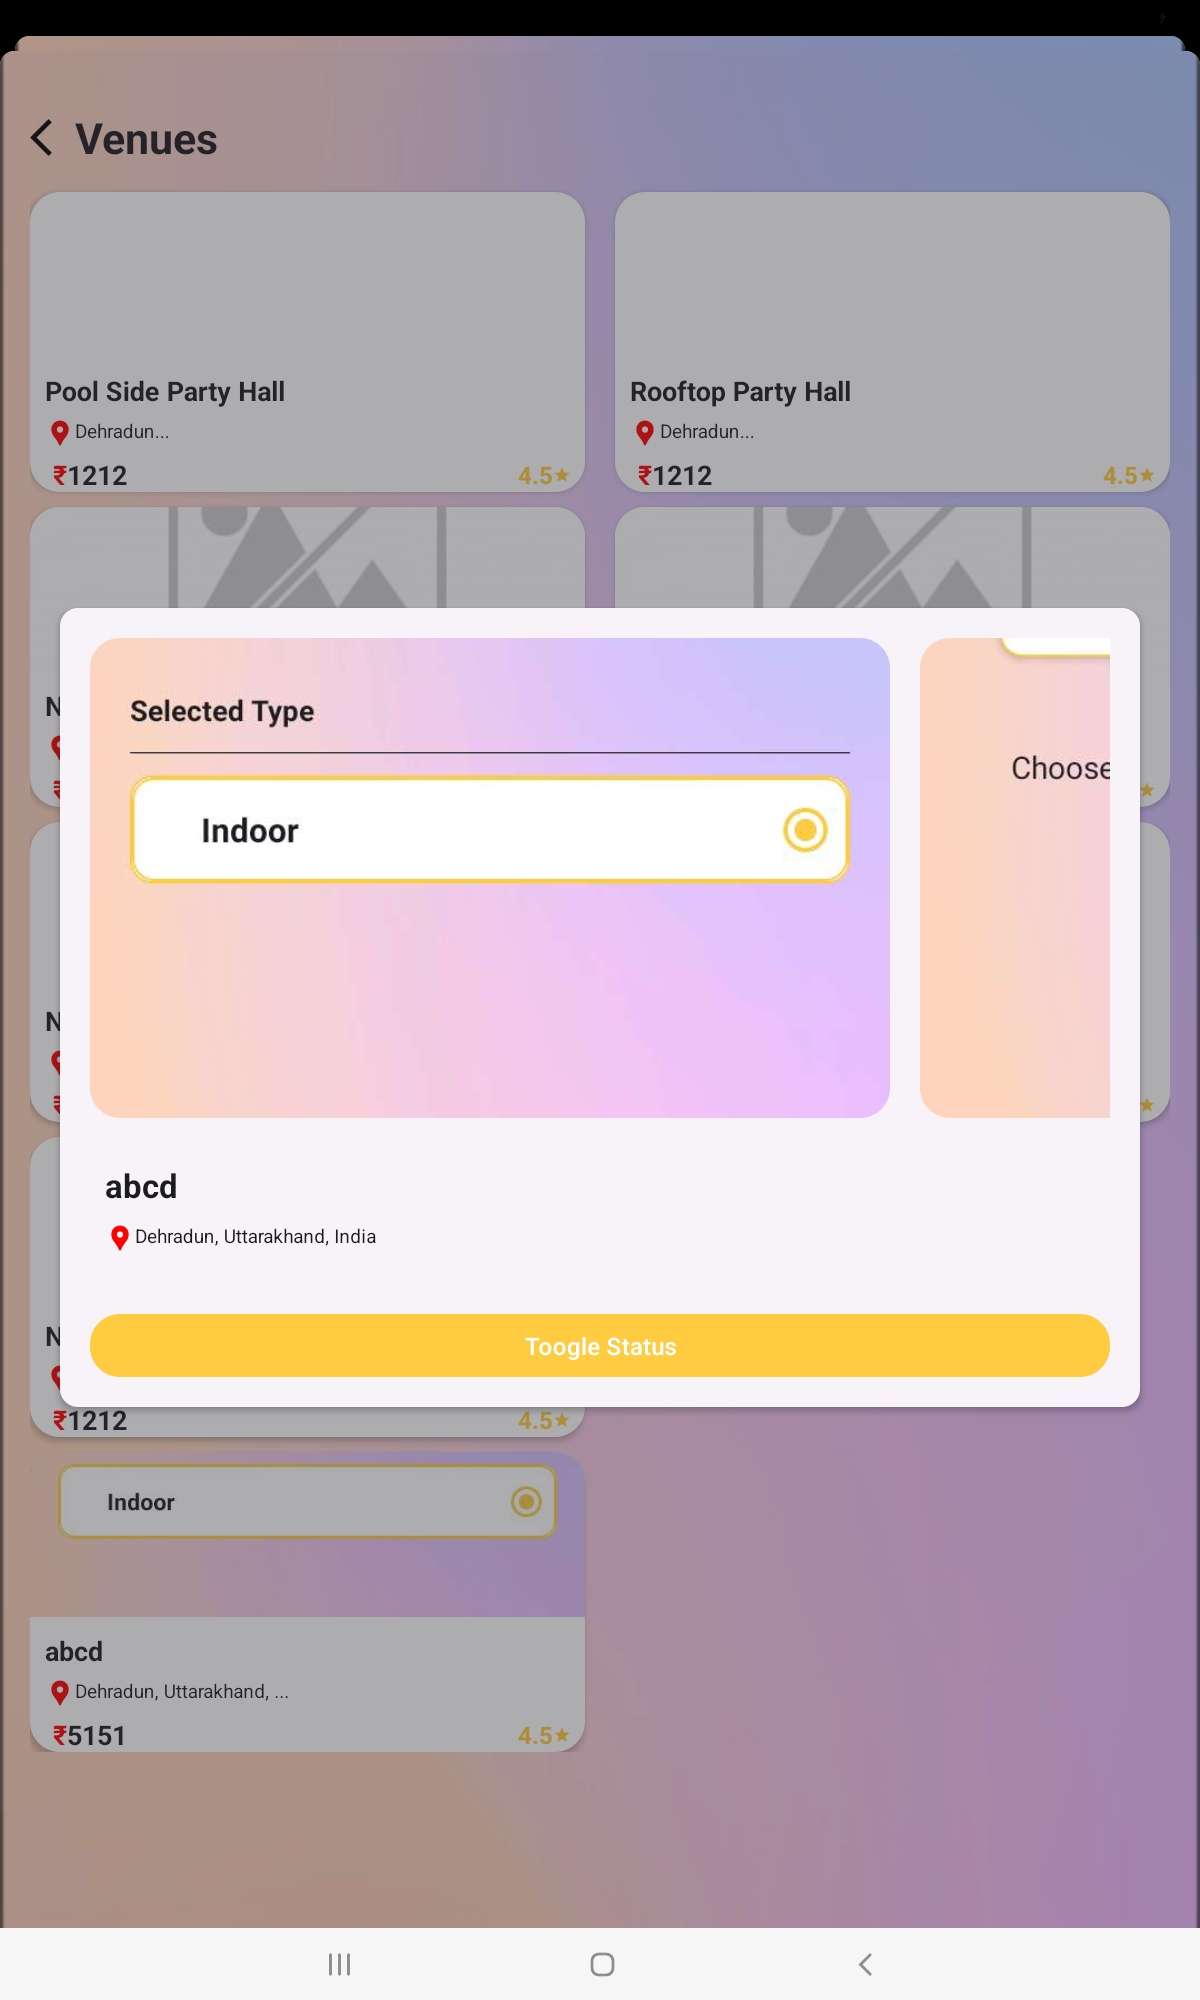 Venues
Pool Side Party Hall
Dehradun...
₹1212
4.5★
Rooftop Party Hall
Dehradun...
₹1212
4.5★
N
N
N
Selected Type
Indoor
Choose
abcd
Dehradun, Uttarakhand, India
Toogle Status
₹1212
4.5★
Indoor
abcd
Dehradun, Uttarakhand, ...
₹5151
4.5★